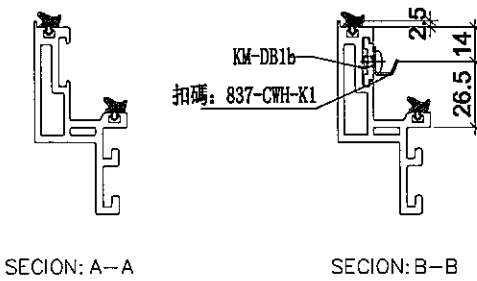 2.5
14
KM-DB1b
扣碼: 837-CWH-K1
26.5
SECION: A-A
SECION: B-B